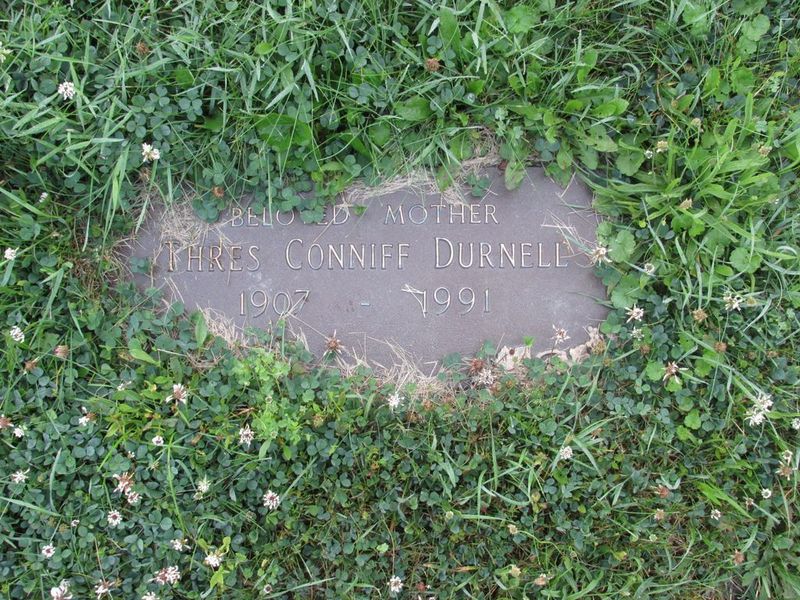 BELOVED MOTHER
THRES CONNIFF DURNELL
1907 - 1991